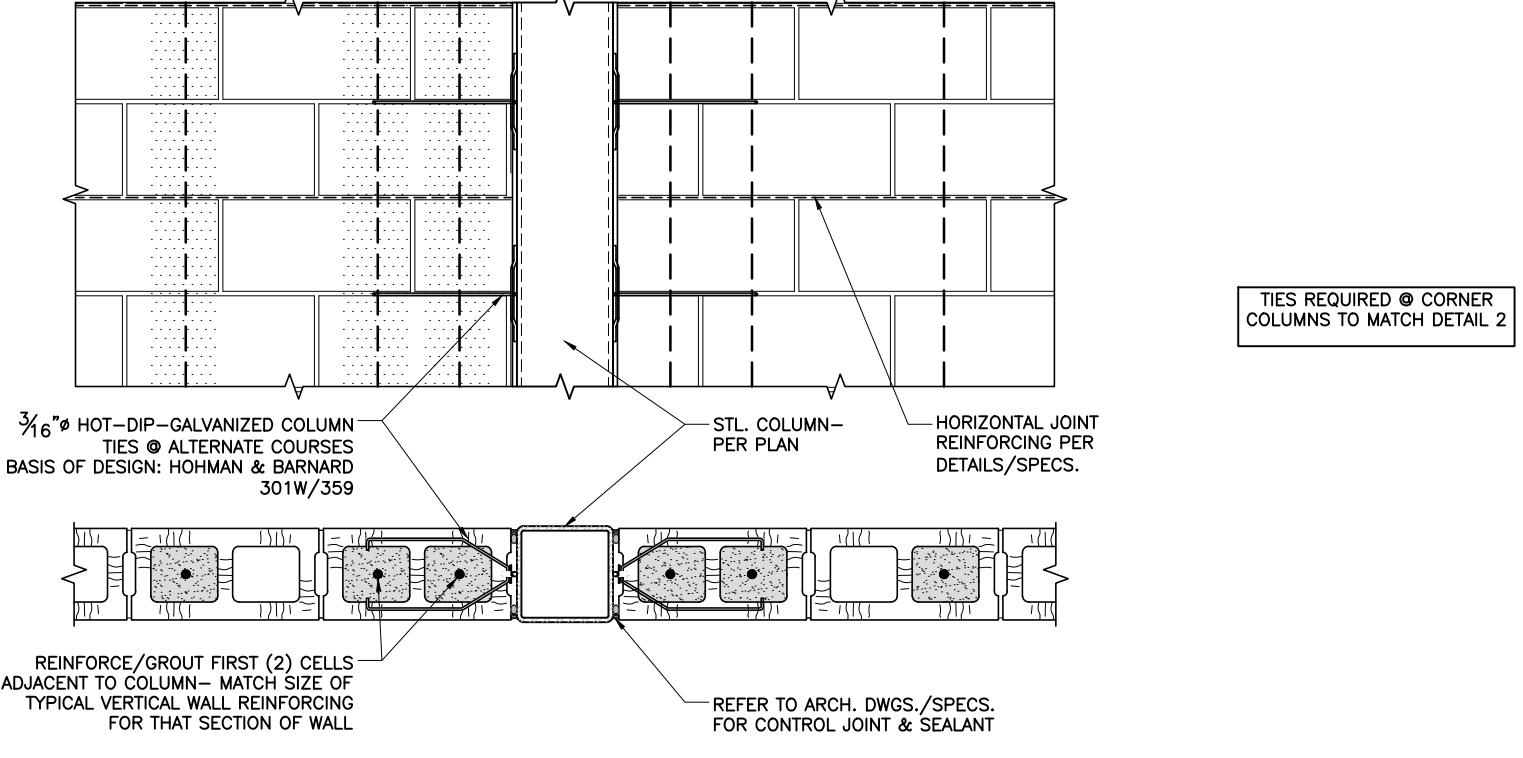 TIES REQUIRED @ CORNER
COLUMNS TO MATCH DETAIL 2
3/16"ø HOT-DIP-GALVANIZED COLUMN
TIES @ ALTERNATE COURSES
BASIS OF DESIGN: HOHMAN & BARNARD
301W/359
STL. COLUMN-
PER PLAN
HORIZONTAL JOINT
REINFORCING PER
DETAILS/SPECS.
REINFORCE/GROUT FIRST (2) CELLS
ADJACENT TO COLUMN- MATCH SIZE OF
TYPICAL VERTICAL WALL REINFORCING
FOR THAT SECTION OF WALL
REFER TO ARCH. DWGS./SPECS.
FOR CONTROL JOINT & SEALANT